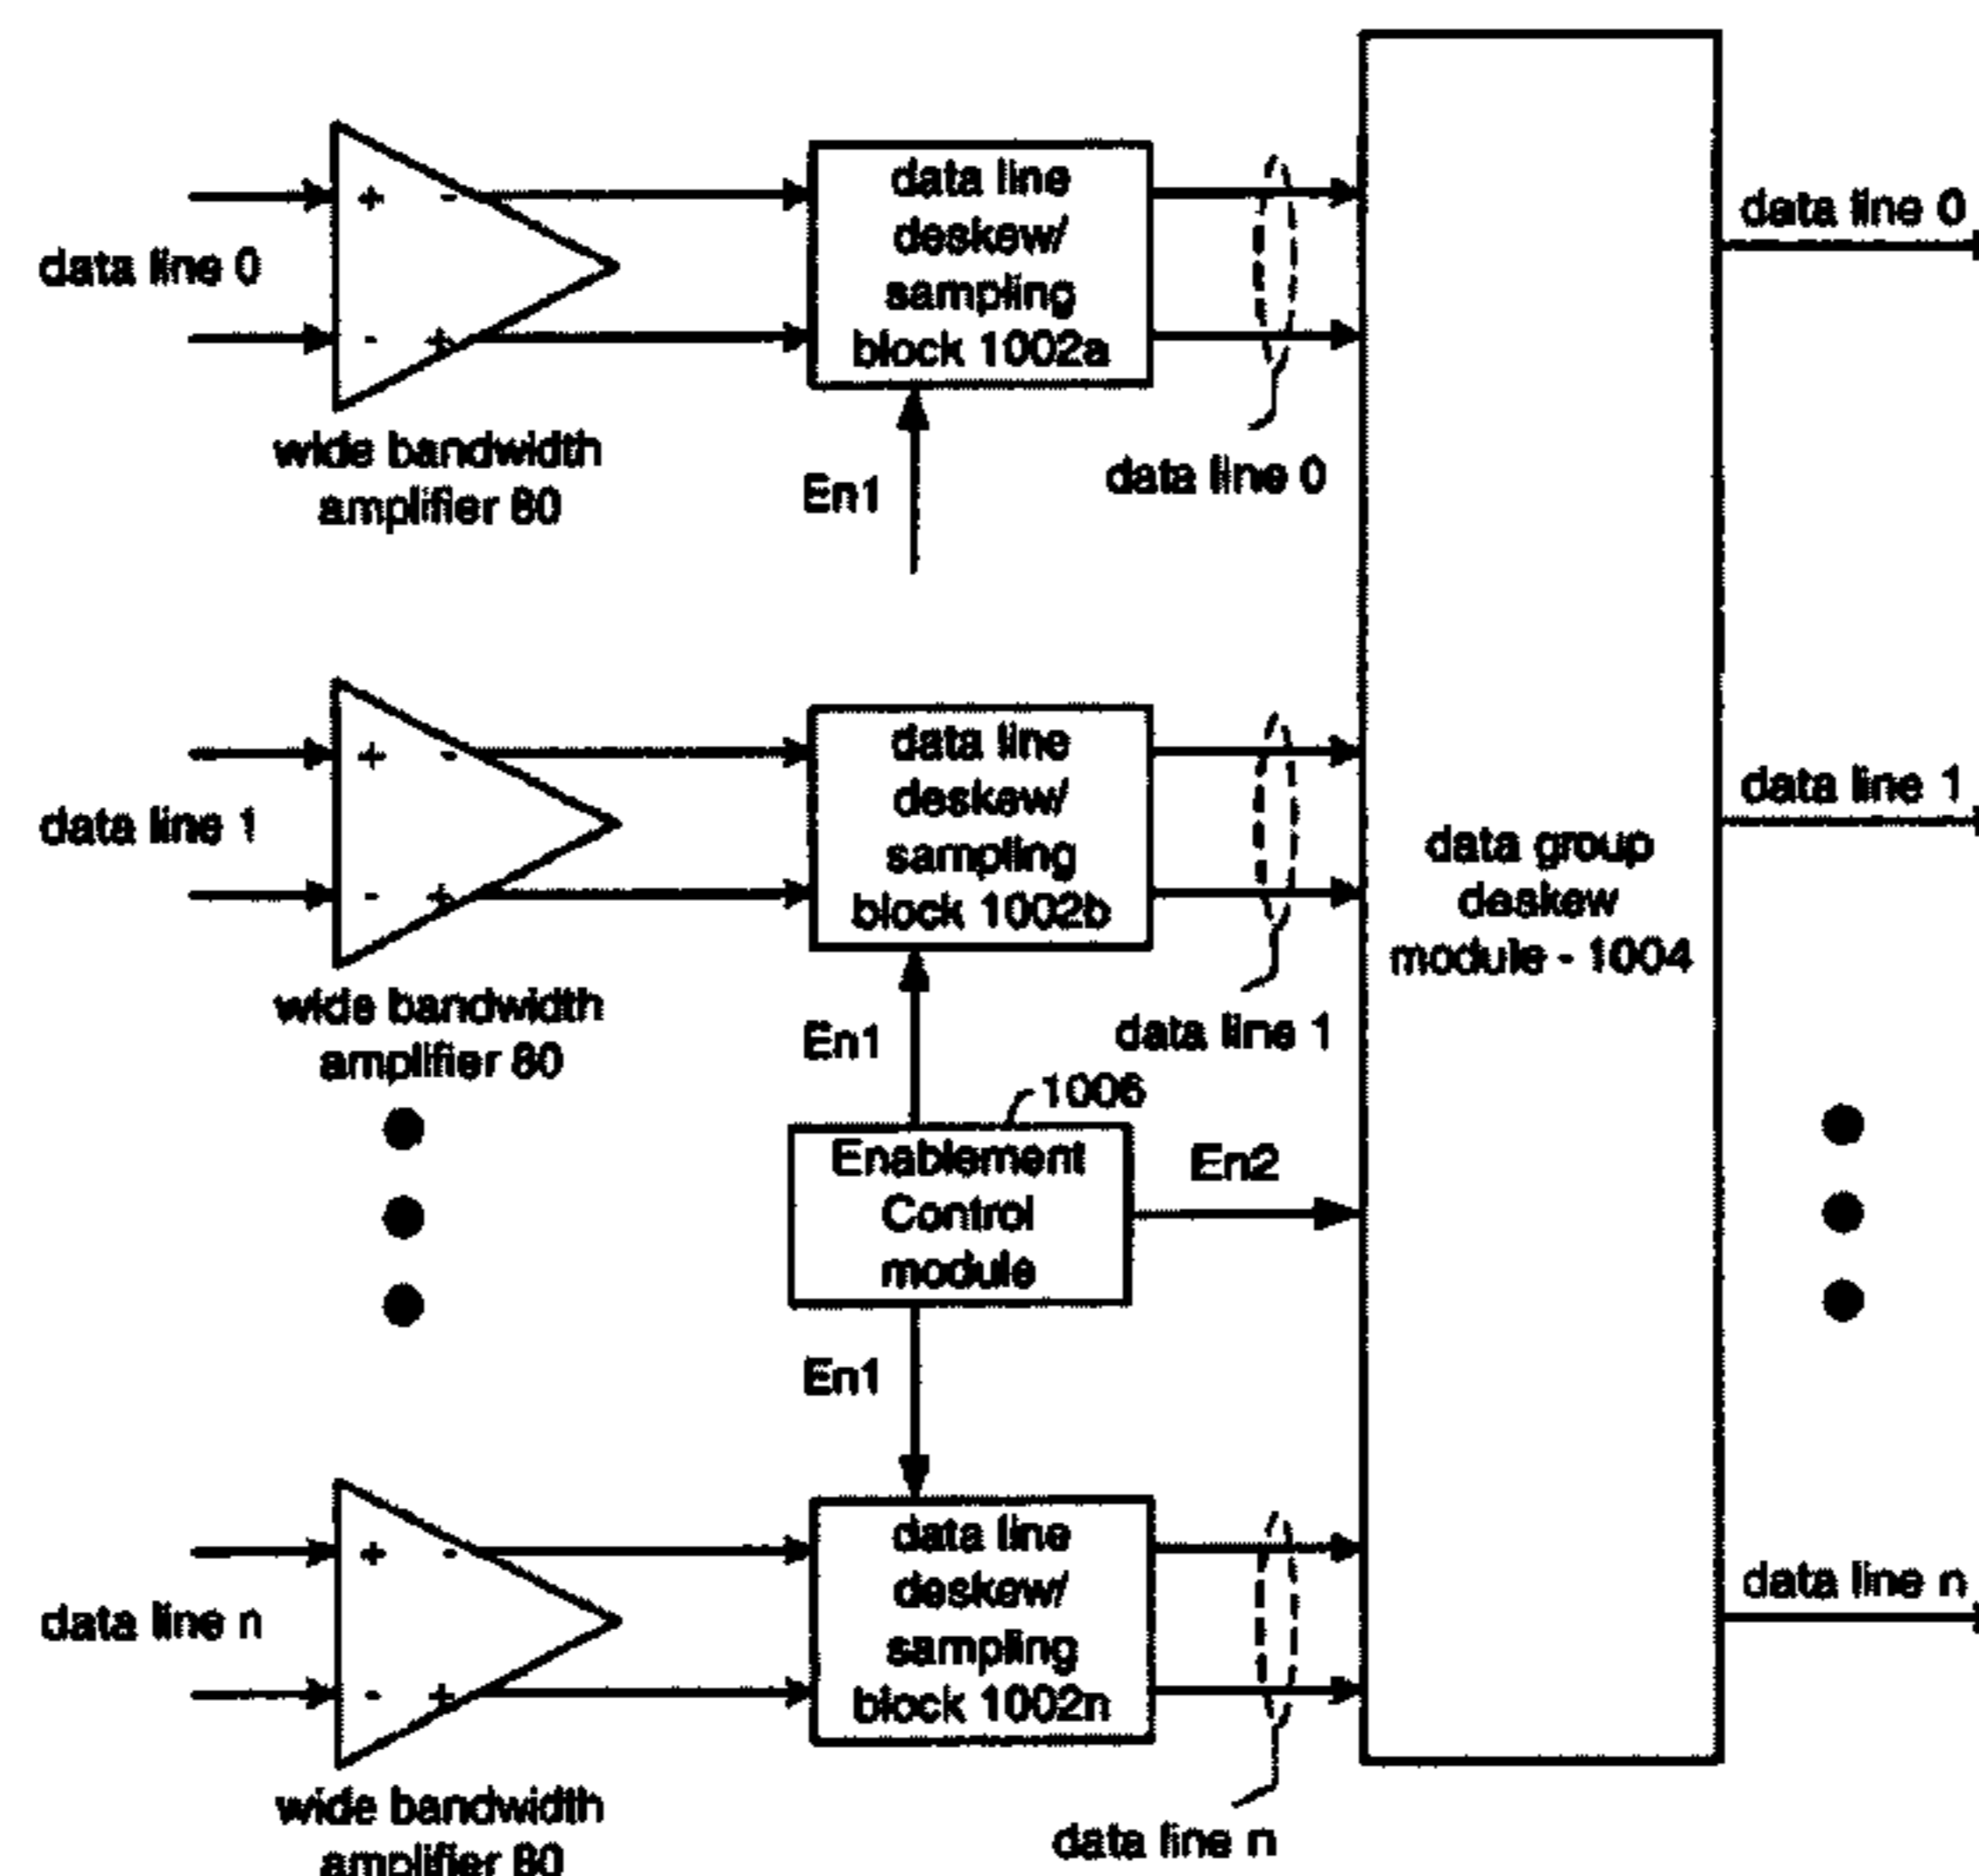 data line 0
+ -
- +
wide bandwidth
amplifier 80
data line
deskew/
sampling
block 1002a
En1
data line 0
data line 0
data line 1
+ -
- +
wide bandwidth
amplifier 80
data line
deskew/
sampling
block 1002b
En1
data line 1
data group
deskew
module - 1004
data line 1
1006
Enablement
Control
module
En2
En1
data line n
+ -
- +
wide bandwidth
amplifier 80
data line
deskew/
sampling
block 1002n
data line n
data line n